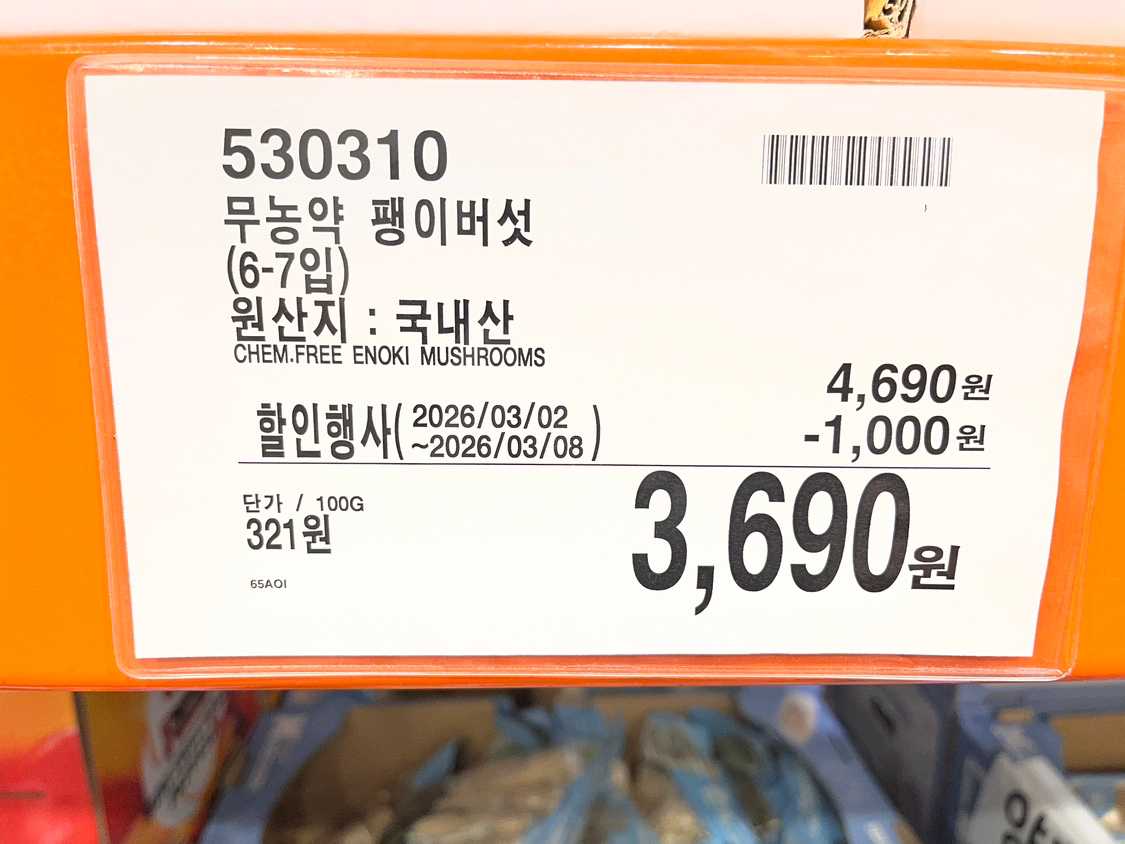 530310
무농약 팽이버섯
(6-7입)
원산지 : 국내산
CHEM.FREE ENOKI MUSHROOMS
4,690원
할인행사( 2026/03/02
~2026/03/08 )
-1,000원
3,690원
단가 / 100G
321원
65AOI